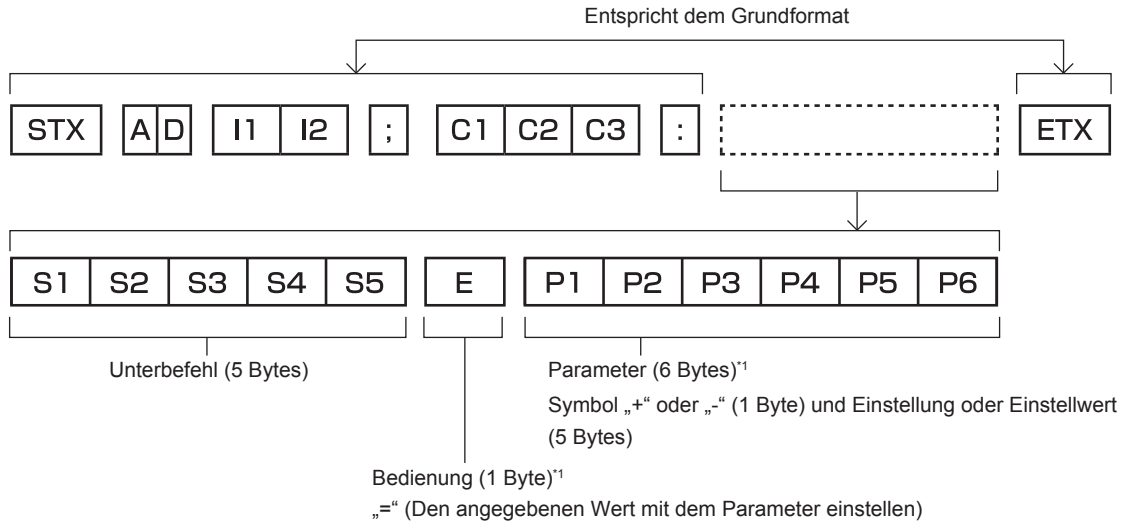 Entspricht dem Grundformat
STX A D I1 I2 ; C1 C2 C3 : ETX
S1 S2 S3 S4 S5 E P1 P2 P3 P4 P5 P6
Unterbefehl (5 Bytes)
Parameter (6 Bytes)*1
Symbol „+“ oder „-“ (1 Byte) und Einstellung oder Einstellwert
(5 Bytes)
Bedienung (1 Byte)*1
„=“ (Den angegebenen Wert mit dem Parameter einstellen)